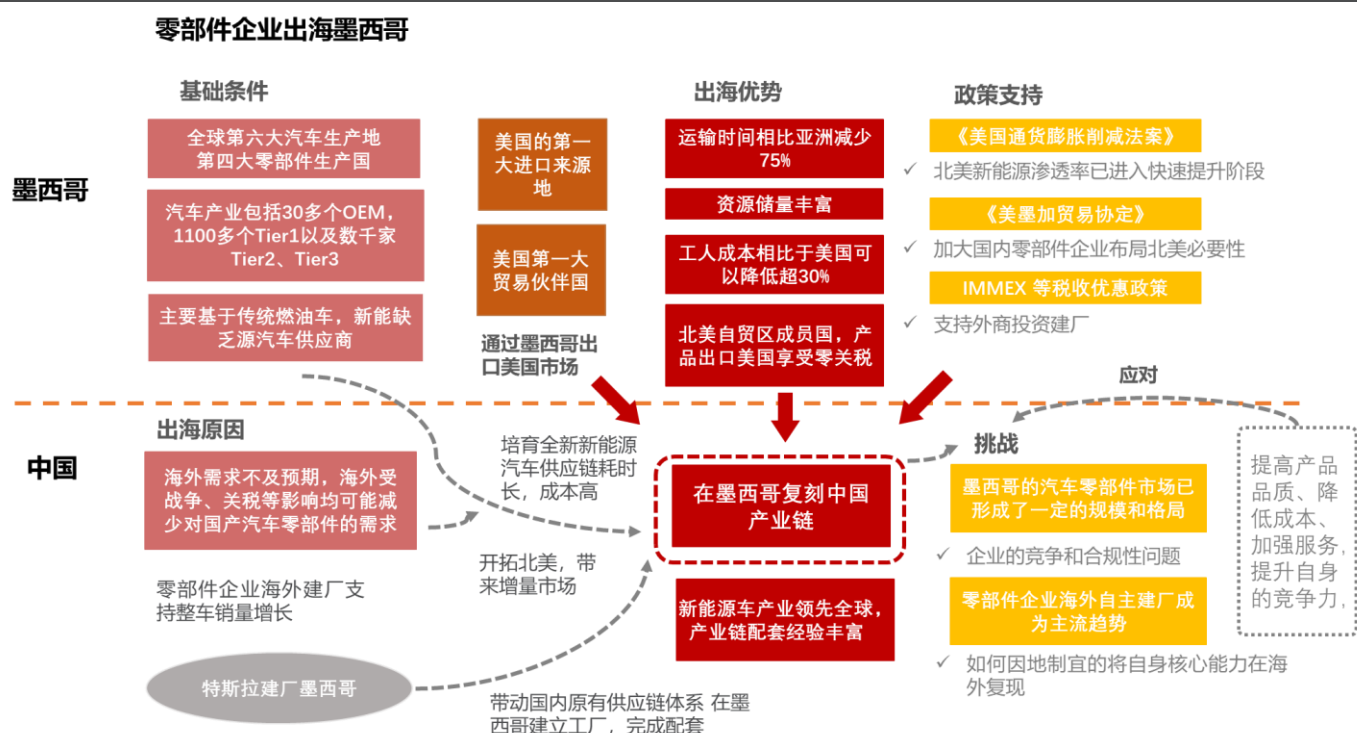 零部件企业出海墨西哥
基础条件
出海优势
政策支持
墨西哥
全球第六大汽车生产地
第四大零部件生产国
汽车产业包括30多个OEM，
1100多个Tier1以及数千家
Tier2、Tier3
主要基于传统燃油车，新能缺
乏源汽车供应商
美国的第一
大进口来源
地
美国第一大
贸易伙伴国
通过墨西哥出
口美国市场
运输时间相比亚洲减少
75%
资源储量丰富
工人成本相比于美国可
以降低超30%
北美自贸区成员国，产
品出口美国享受零关税
《美国通货膨胀削减法案》
✓ 北美新能源渗透率已进入快速提升阶段
《美墨加贸易协定》
✓ 加大国内零部件企业布局北美必要性
IMMEX 等税收优惠政策
✓ 支持外商投资建厂
应对
中国
出海原因
海外需求不及预期，海外受
战争、关税等影响均可能减
少对国产汽车零部件的需求
零部件企业海外建厂支
持整车销量增长
特斯拉建厂墨西哥
培育全新新能源
汽车供应链耗时
长，成本高
开拓北美，带
来增量市场
带动国内原有供应链体系 在墨
西哥建立工厂，完成配套
在墨西哥复刻中国
产业链
新能源车产业领先全球，
产业链配套经验丰富
挑战
墨西哥的汽车零部件市场已
形成了一定的规模和格局
✓ 企业的竞争和合规性问题
零部件企业海外自主建厂成
为主流趋势
✓ 如何因地制宜的将自身核心能力在海
外复现
提高产品
品质、降
低成本、
加强服务，
提升自身
的竞争力，